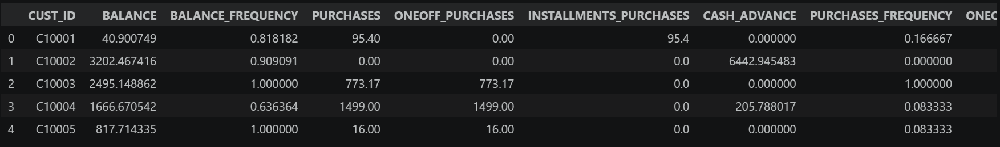 CUST_ID BALANCE BALANCE_FREQUENCY PURCHASES ONEOFF_PURCHASES INSTALLMENTS_PURCHASES CASH_ADVANCE PURCHASES_FREQUENCY ONEC
0 C10001 40.900749 0.818182 95.40 0.00 95.4 0.000000 0.166667
1 C10002 3202.467416 0.909091 0.00 0.00 0.0 6442.945483 0.000000
2 C10003 2495.148862 1.000000 773.17 773.17 0.0 0.000000 1.000000
3 C10004 1666.670542 0.636364 1499.00 1499.00 0.0 205.788017 0.083333
4 C10005 817.714335 1.000000 16.00 16.00 0.0 0.000000 0.083333